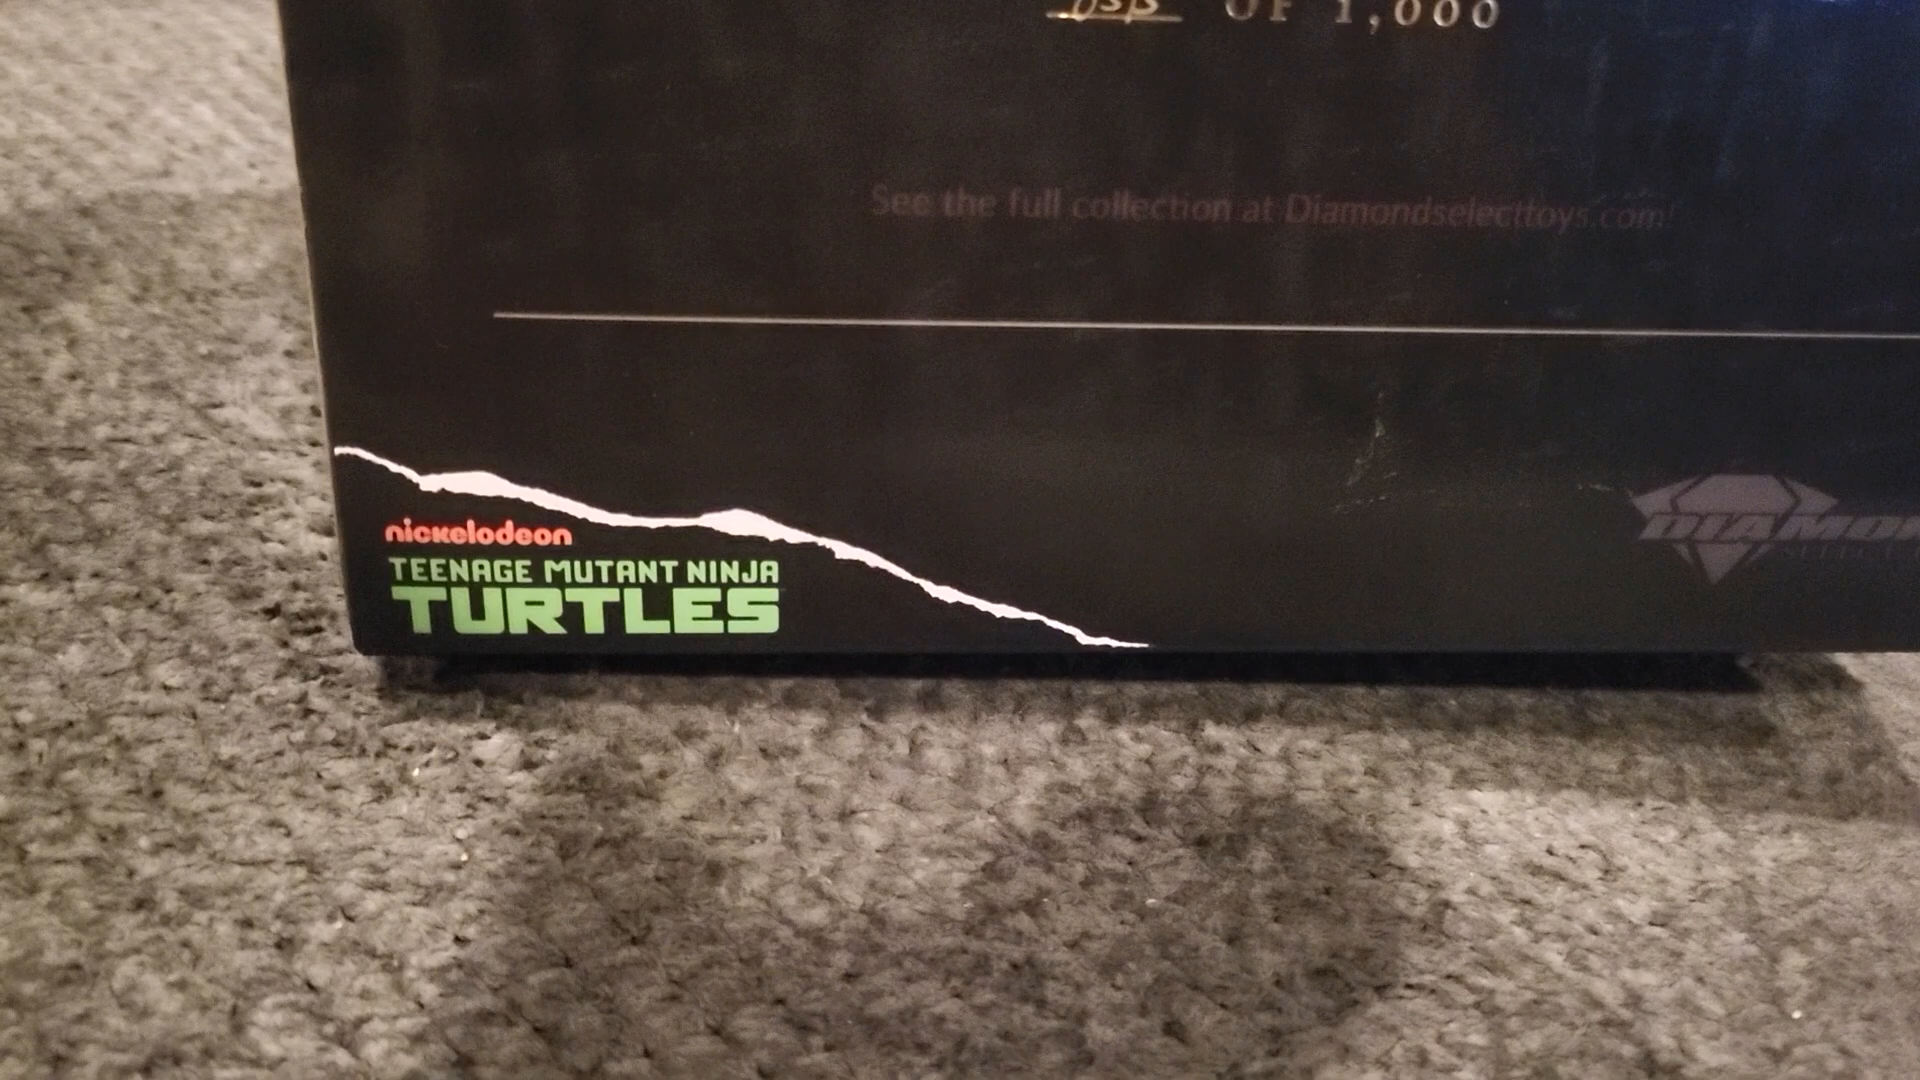 OF 1,000
See the full collection at Diamondselecttoys.com!
nickelodeon
TEENAGE MUTANT NINJA
TURTLES